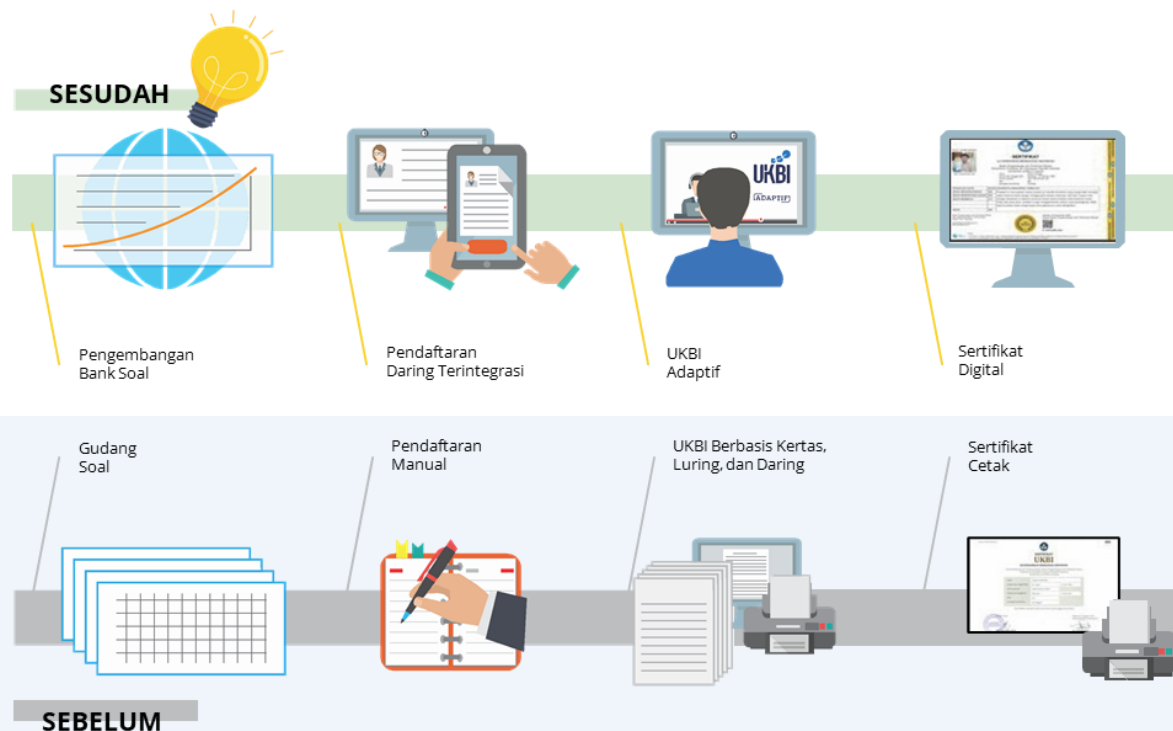 SESUDAH
UKBI
ADAPTIF
SERTIFIKAT
Pengembangan
Bank Soal
Pendaftaran
Daring Terintegrasi
UKBI
Adaptif
Sertifikat
Digital
Gudang
Soal
Pendaftaran
Manual
UKBI Berbasis Kertas,
Luring, dan Daring
Sertifikat
Cetak
UKBI
SEBELUM